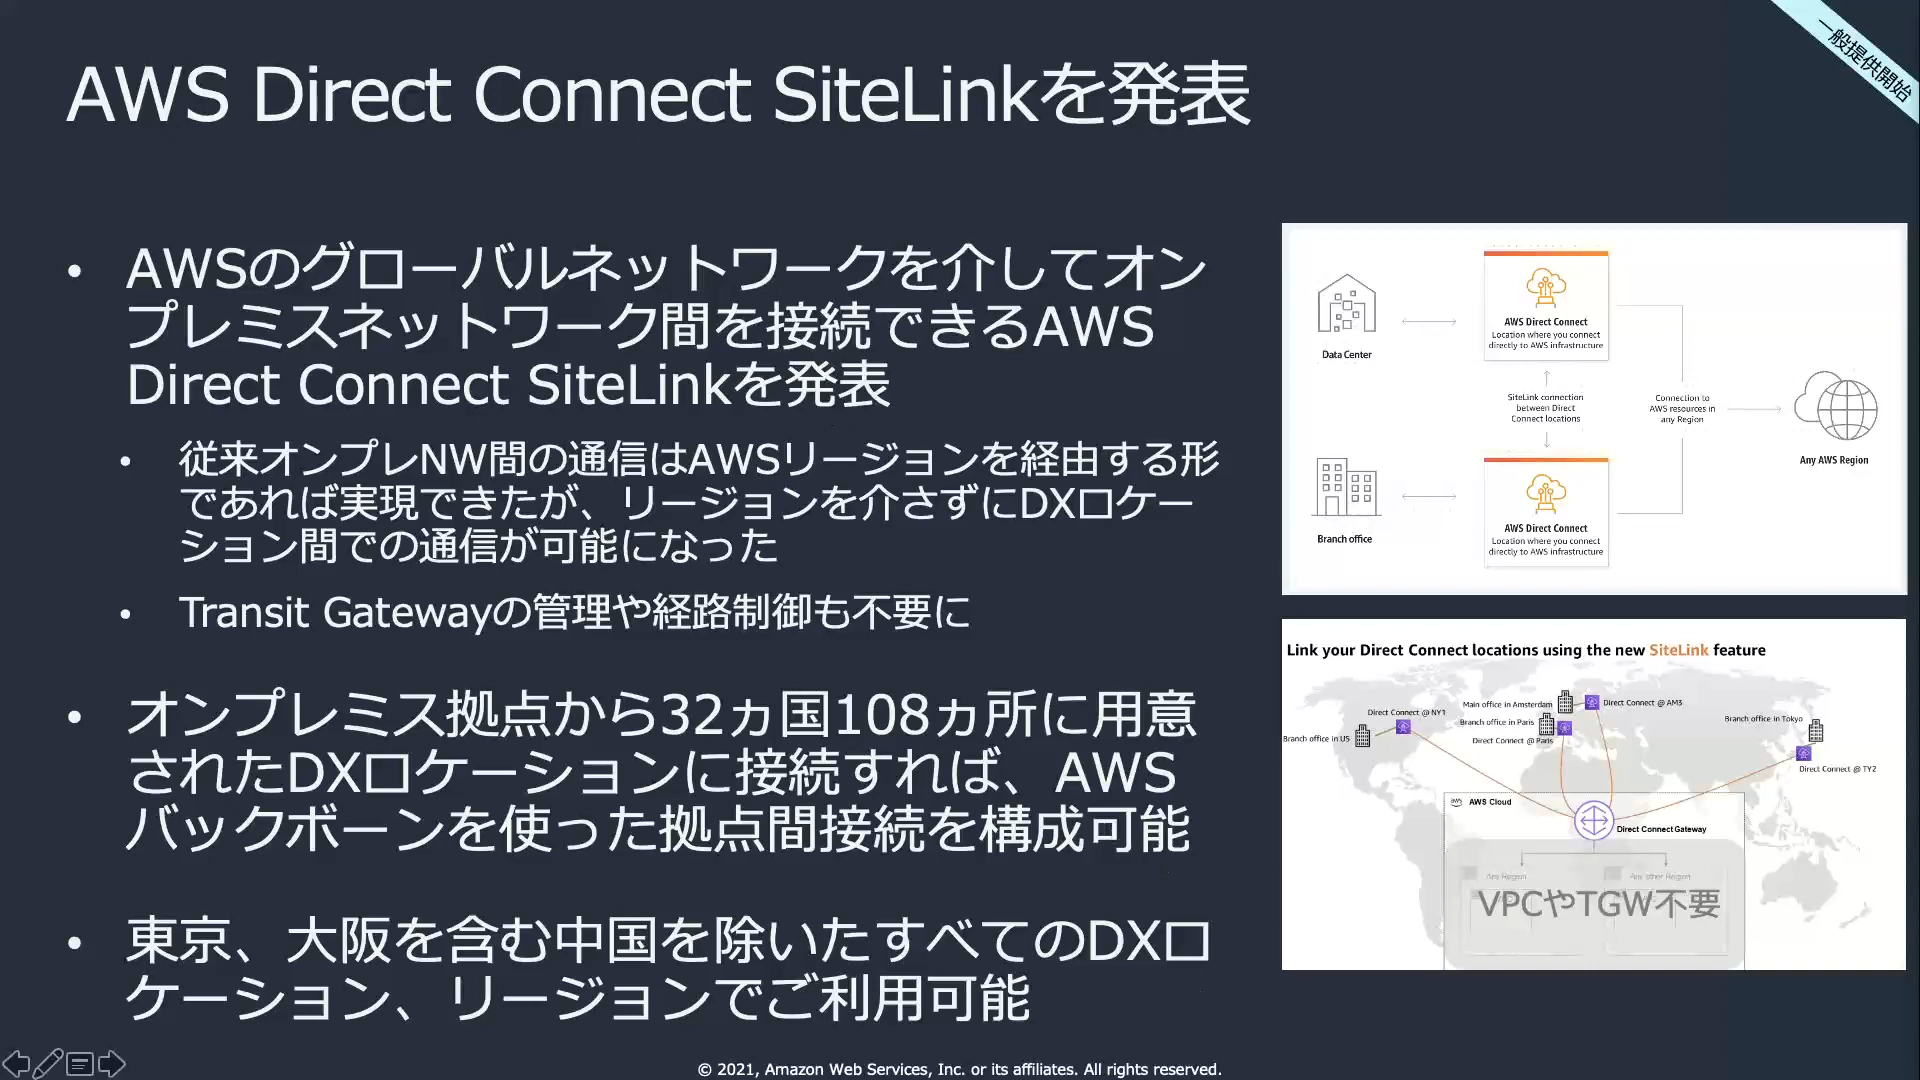 一般提供開始
AWS Direct Connect SiteLinkを発表
• AWSのグローバルネットワークを介してオン
プレミスネットワーク間を接続できるAWS
Direct Connect SiteLinkを発表
• 従来オンプレNW間の通信はAWSリージョンを経由する形
であれば実現できたが、リージョンを介さずにDXロケー
ション間での通信が可能になった
• Transit Gatewayの管理や経路制御も不要に
• オンプレミス拠点から32ヵ国108ヵ所に用意
されたDXロケーションに接続すれば、AWS
バックボーンを使った拠点間接続を構成可能
• 東京、大阪を含む中国を除いたすべてのDXロ
ケーション、リージョンでご利用可能
Data Center
AWS Direct Connect
Location where you connect
directly to AWS infrastructure
SiteLink connection
between Direct
Connect locations
Connection to
AWS resources in
any Region
Any AWS Region
Branch office
AWS Direct Connect
Location where you connect
directly to AWS infrastructure
Link your Direct Connect locations using the new SiteLink feature
Branch office in US
Direct Connect @ NY1
Main office in Amsterdam
Direct Connect @ AM3
Branch office in Paris
Direct Connect @ Paris
Branch office in Tokyo
Direct Connect @ TY2
aws
AWS Cloud
Direct Connect Gateway
Any Region
Any other Region
VPCやTGW不要
© 2021, Amazon Web Services, Inc. or its affiliates. All rights reserved.